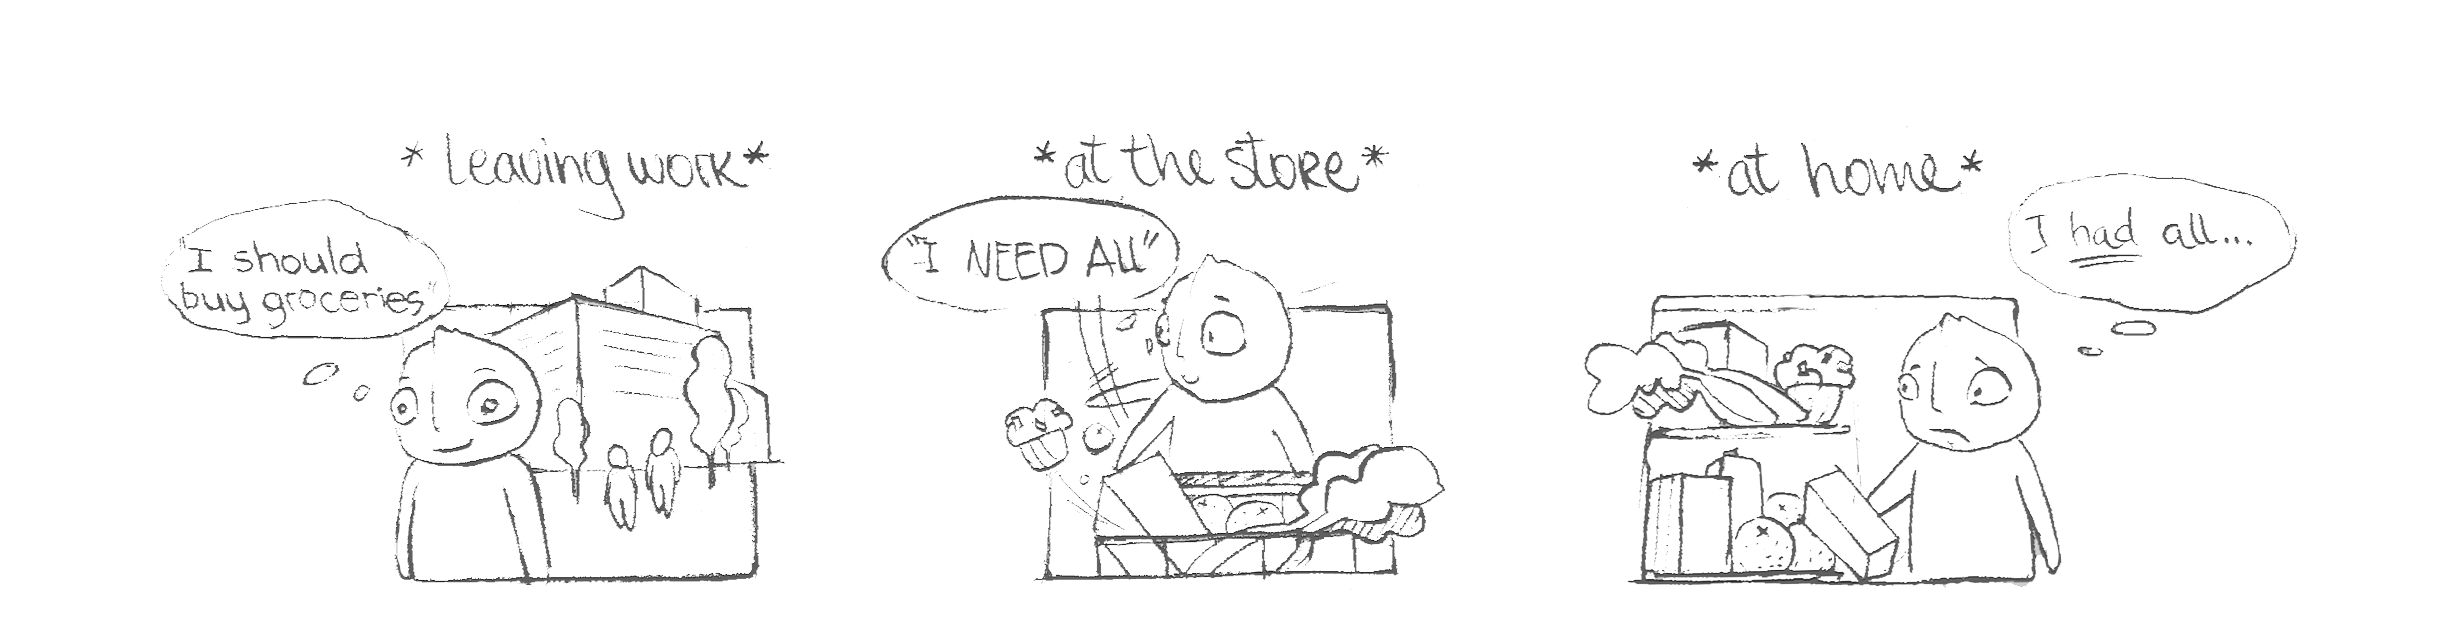 *leaving work*
"I should
buy groceries"
*at the store*
"I NEED All"
*at home*
I had all...